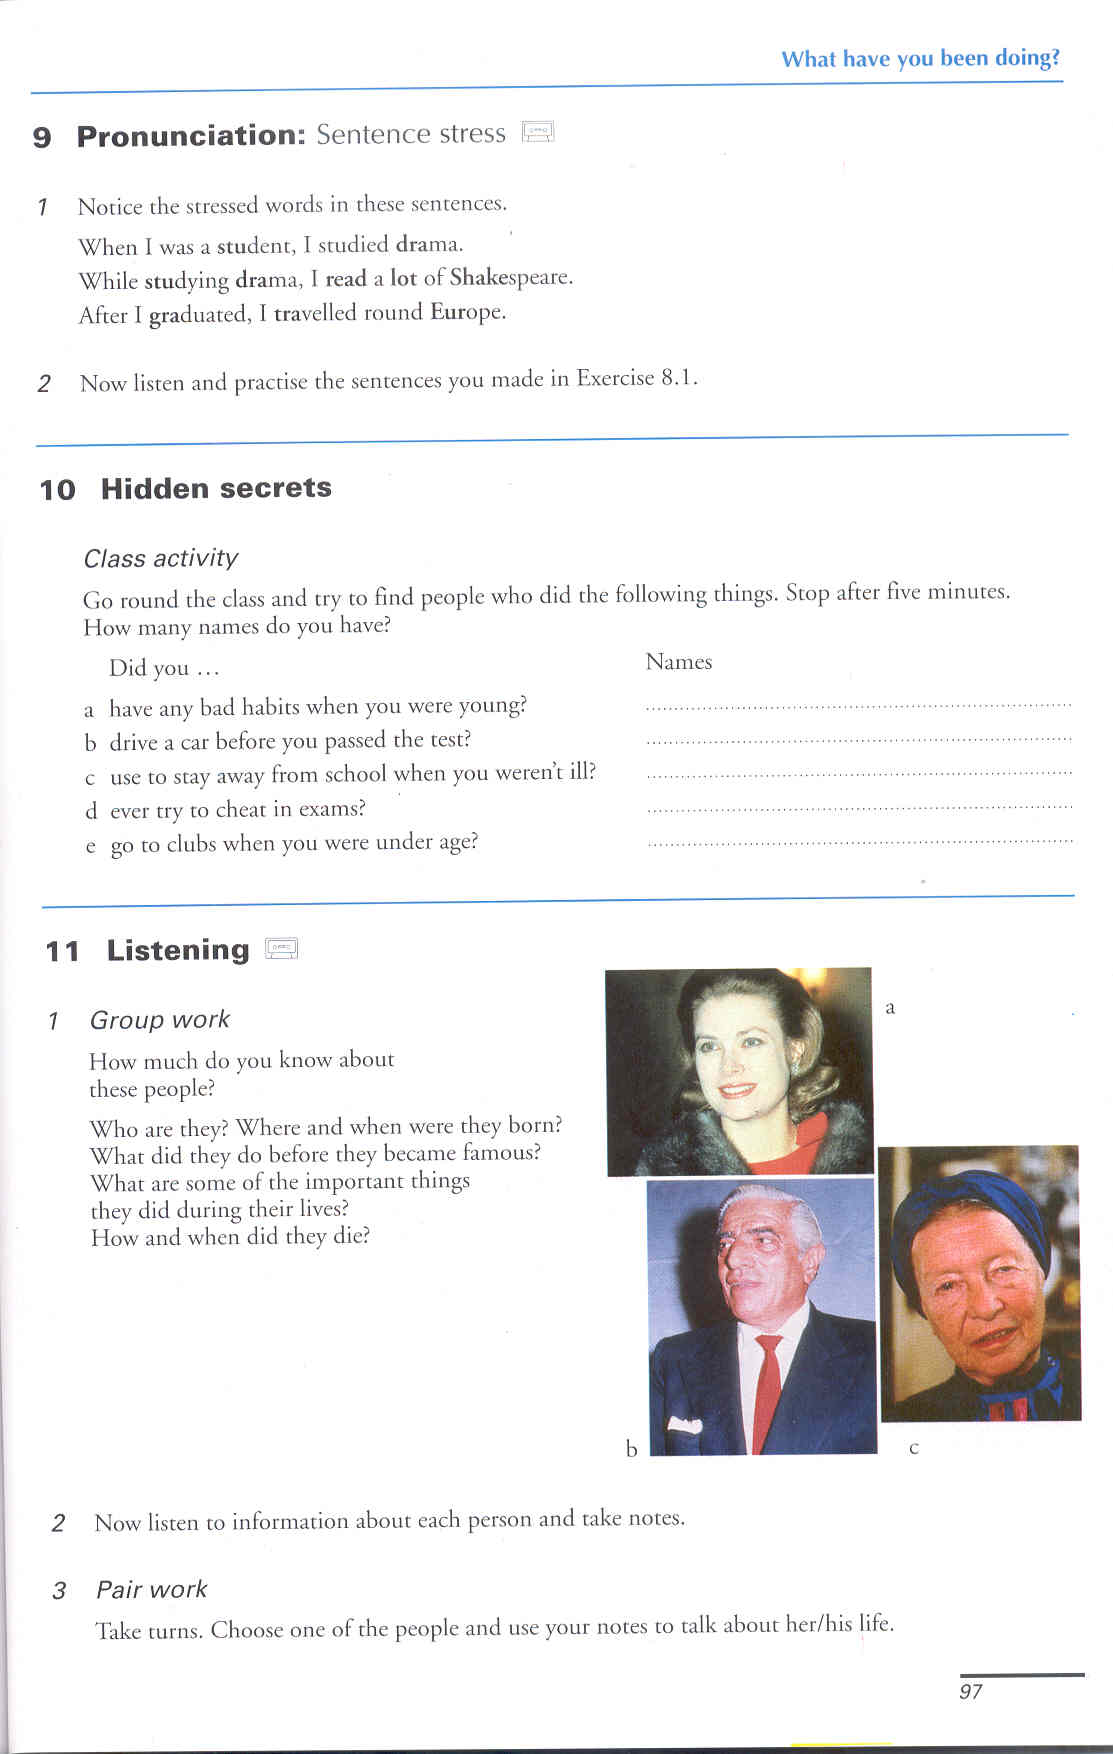 What have you been doing?
9 Pronunciation: Sentence stress
1 Notice the stressed words in these sentences.
When I was a student, I studied drama.
While studying drama, I read a lot of Shakespeare.
After I graduated, I travelled round Europe.
2 Now listen and practise the sentences you made in Exercise 8.1.
10 Hidden secrets
Class activity
Go round the class and try to find people who did the following things. Stop after five minutes.
How many names do you have?
Did you ... Names
a have any bad habits when you were young?
b drive a car before you passed the test?
c use to stay away from school when you weren't ill?
d ever try to cheat in exams?
e go to clubs when you were under age?
11 Listening
1 Group work
How much do you know about
these people?
Who are they? Where and when were they born?
What did they do before they became famous?
What are some of the important things
they did during their lives?
How and when did they die?
a
b
c
2 Now listen to information about each person and take notes.
3 Pair work
Take turns. Choose one of the people and use your notes to talk about her/his life.
97